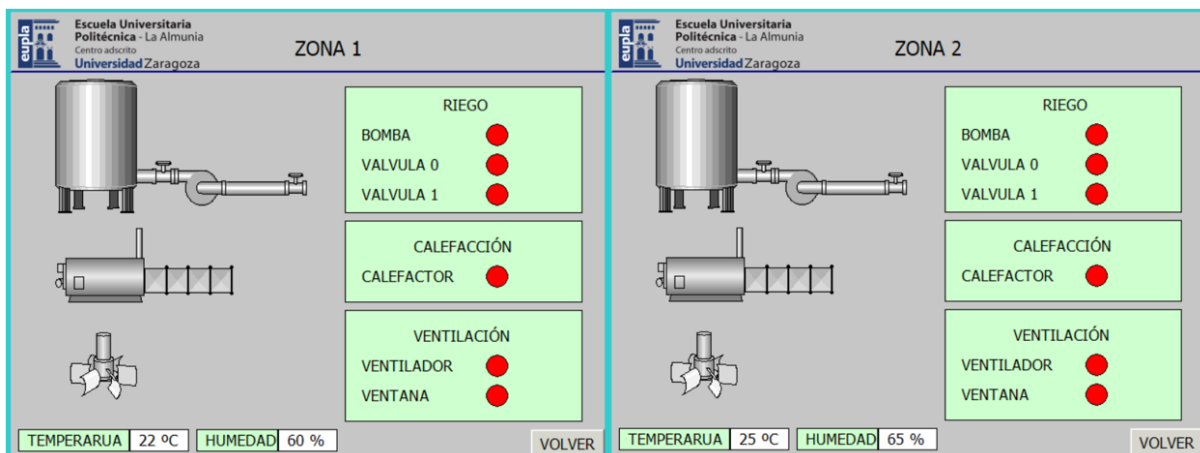 eupla
Escuela Universitaria
Politécnica - La Almunia
Centro adscrito
Universidad Zaragoza
ZONA 1
RIEGO
BOMBA
VALVULA 0
VALVULA 1
CALEFACCIÓN
CALEFACTOR
VENTILACIÓN
VENTILADOR
VENTANA
TEMPERARUA 22 ºC HUMEDAD 60 %
VOLVER
eupla
Escuela Universitaria
Politécnica - La Almunia
Centro adscrito
Universidad Zaragoza
ZONA 2
RIEGO
BOMBA
VALVULA 0
VALVULA 1
CALEFACCIÓN
CALEFACTOR
VENTILACIÓN
VENTILADOR
VENTANA
TEMPERARUA 25 ºC HUMEDAD 65 %
VOLVER